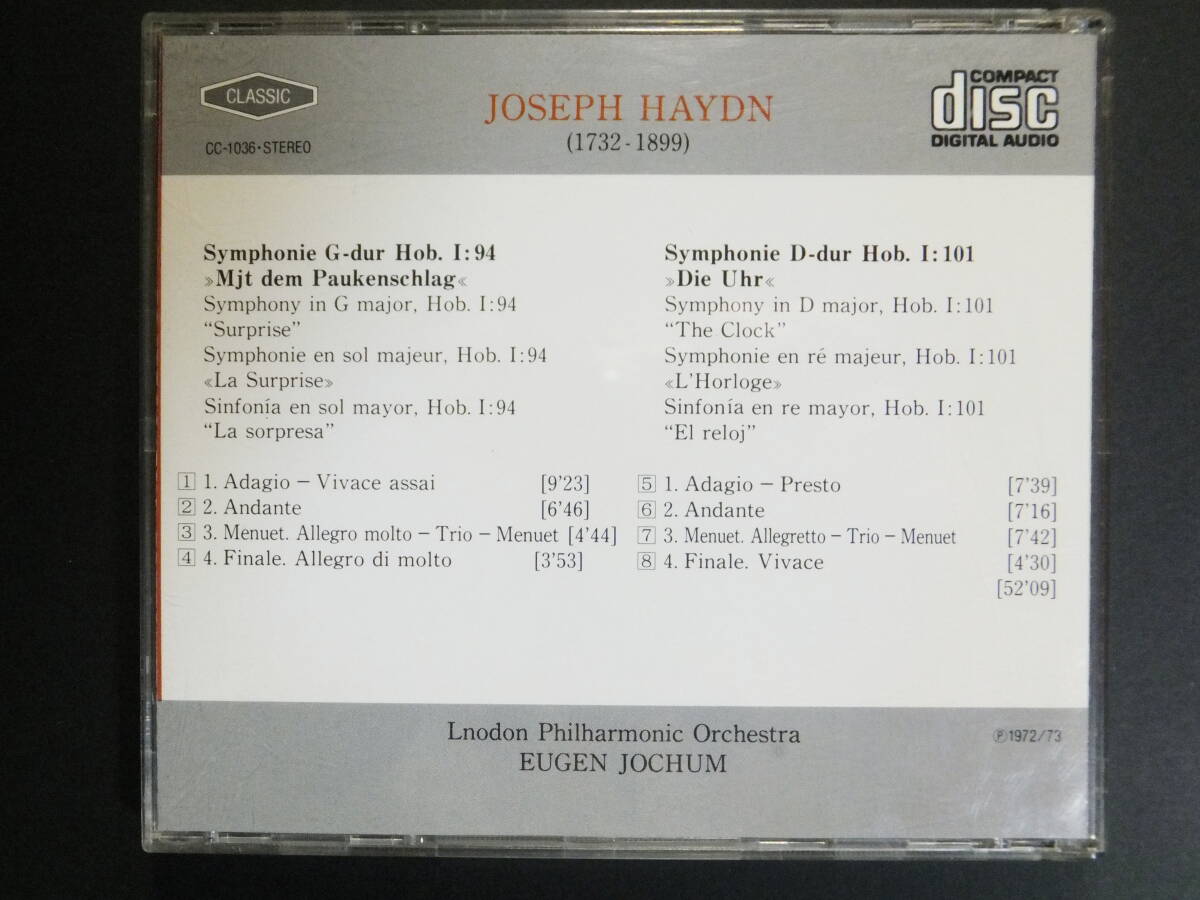 CLASSIC
CC-1036・STEREO
JOSEPH HAYDN
(1732-1899)
COMPACT
disc
DIGITAL AUDIO
Symphonie G-dur Hob. I:94
»Mjt dem Paukenschlag«
Symphony in G major, Hob. I:94
“Surprise”
Symphonie en sol majeur, Hob. I:94
«La Surprise»
Sinfonía en sol mayor, Hob. I:94
“La sorpresa”
1 1. Adagio – Vivace assai [9'23]
2 2. Andante [6'46]
3 3. Menuet. Allegro molto – Trio – Menuet [4'44]
4 4. Finale. Allegro di molto [3'53]
Symphonie D-dur Hob. I:101
»Die Uhr«
Symphony in D major, Hob. I:101
“The Clock”
Symphonie en ré majeur, Hob. I:101
«L'Horloge»
Sinfonía en re mayor, Hob. I:101
“El reloj”
5 1. Adagio – Presto [7'39]
6 2. Andante [7'16]
7 3. Menuet. Allegretto – Trio – Menuet [7'42]
8 4. Finale. Vivace [4'30]
[52'09]
Lnodon Philharmonic Orchestra
EUGEN JOCHUM
℗1972/73